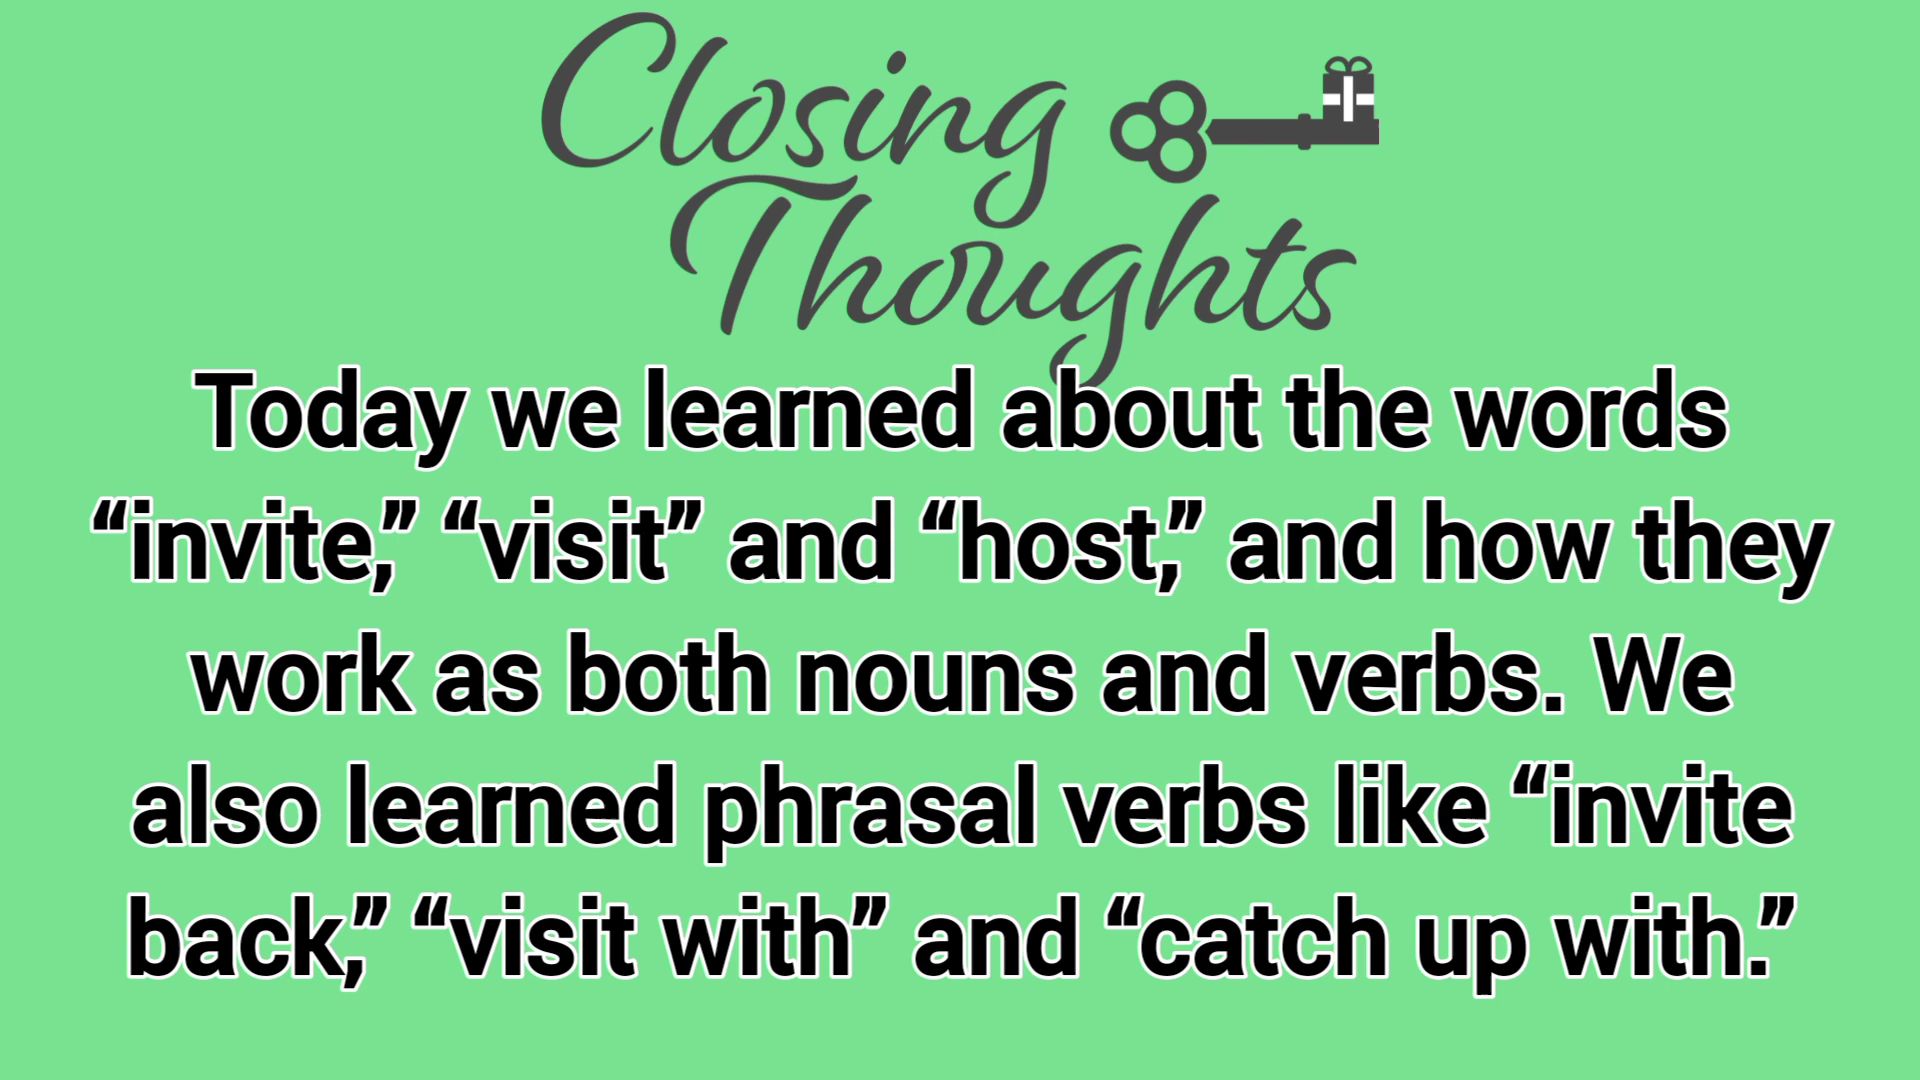 Closing
Thoughts
Today we learned about the words
“invite,” “visit” and “host,” and how they
work as both nouns and verbs. We
also learned phrasal verbs like “invite
back,” “visit with” and “catch up with.”